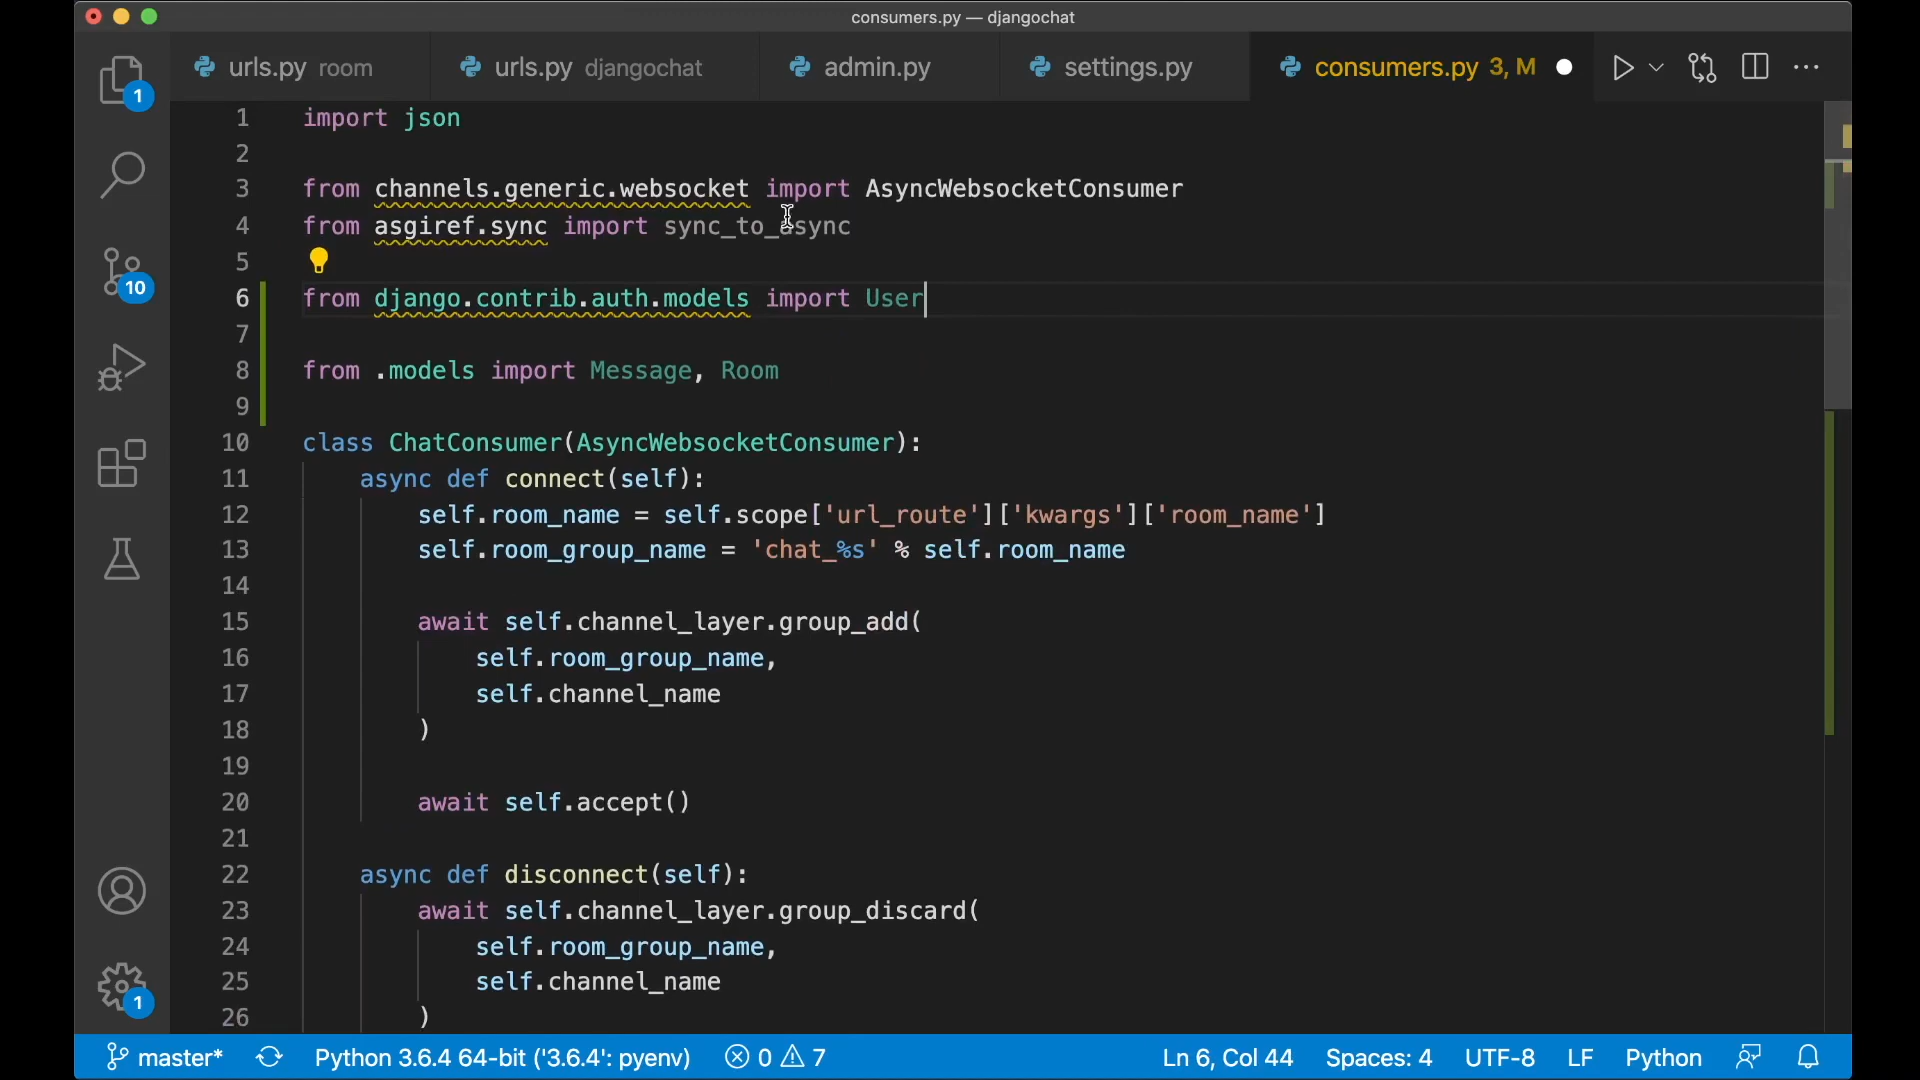 consumers.py — djangochat
urls.py room
urls.py djangochat
admin.py
settings.py
consumers.py 3, M
1
10
1
1 import json
2
3 from channels.generic.websocket import AsyncWebsocketConsumer
4 from asgiref.sync import sync_to_async
5
6 from django.contrib.auth.models import User
7
8 from .models import Message, Room
9
10 class ChatConsumer(AsyncWebsocketConsumer):
11 async def connect(self):
12 self.room_name = self.scope['url_route']['kwargs']['room_name']
13 self.room_group_name = 'chat_%s' % self.room_name
14
15 await self.channel_layer.group_add(
16 self.room_group_name,
17 self.channel_name
18 )
19
20 await self.accept()
21
22 async def disconnect(self):
23 await self.channel_layer.group_discard(
24 self.room_group_name,
25 self.channel_name
26 )
master* Python 3.6.4 64-bit ('3.6.4': pyenv) 0 7 Ln 6, Col 44 Spaces: 4 UTF-8 LF Python